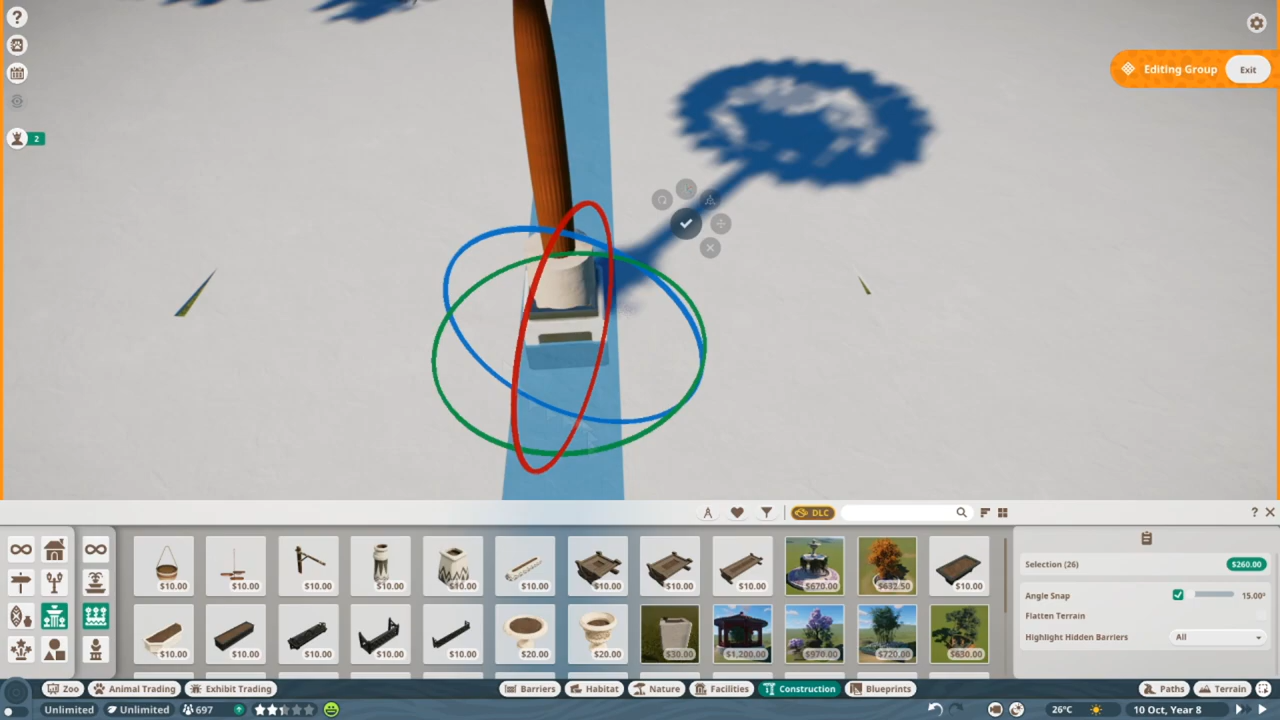 ?
Editing Group Exit
2
DLC
? ×
$10.00 $10.00 $10.00 $10.00 $10.00 $10.00 $10.00 $10.00 $10.00 $670.00 $632.50 $10.00
$10.00 $10.00 $10.00 $10.00 $10.00 $20.00 $20.00 $30.00 $1,200.00 $970.00 $720.00 $630.00
Selection (26) $260.00
Angle Snap 15.00°
Flatten Terrain
Highlight Hidden Barriers All
Zoo Animal Trading Exhibit Trading Barriers Habitat Nature Facilities Construction Blueprints Paths Terrain
Unlimited Unlimited 697 26°C 10 Oct, Year 8